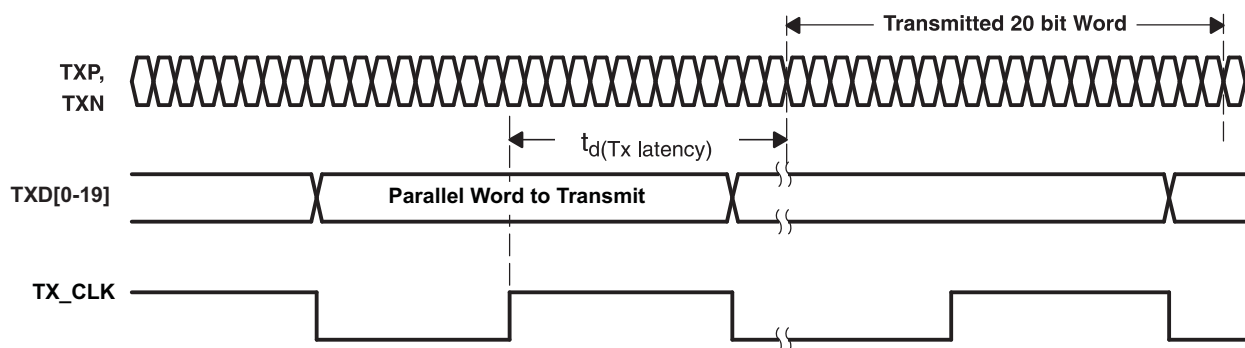 Transmitted 20 bit Word
TXP,
TXN
td(Tx latency)
TXD[0-19]
Parallel Word to Transmit
TX_CLK